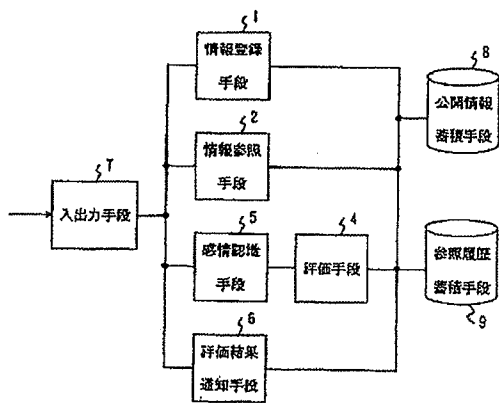 1
情報登録
手段
2
情報参照
手段
7
入出力手段
5
感情認地
手段
4
評価手段
6
評価結果
通知手段
8
公開情報
蓄積手段
参照履歴
蓄積手段
9